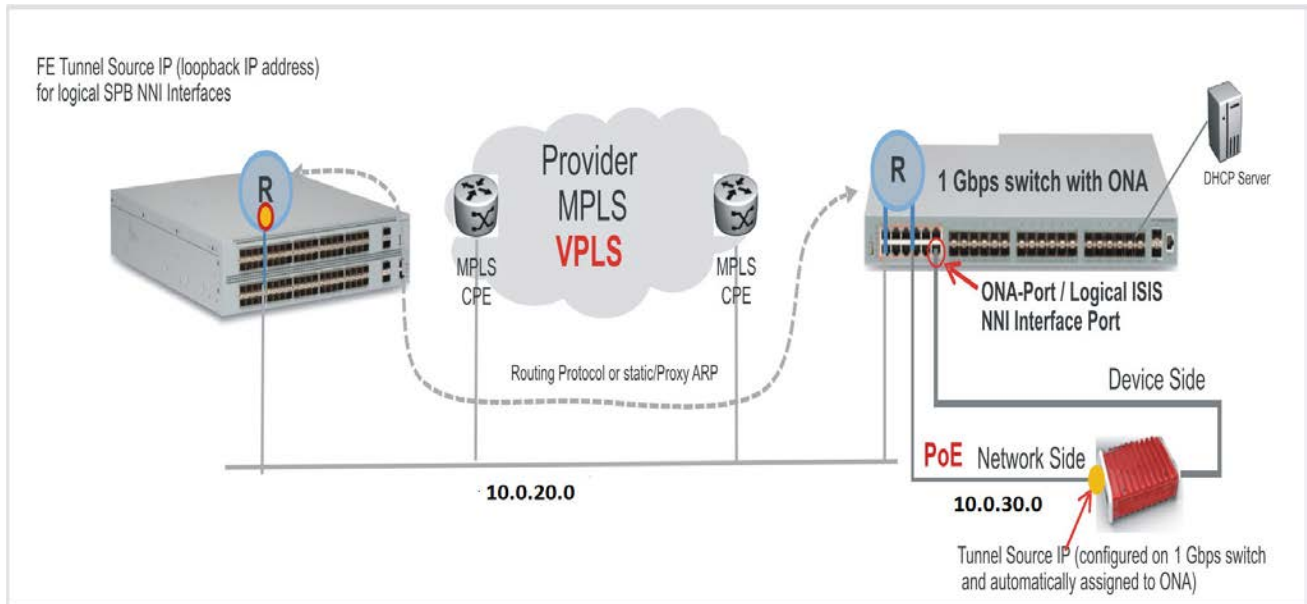 FE Tunnel Source IP (loopback IP address)
for logical SPB NNI Interfaces
R
Provider
MPLS
VPLS
MPLS
CPE
MPLS
CPE
R
1 Gbps switch with ONA
DHCP Server
ONA-Port / Logical ISIS
NNI Interface Port
Routing Protocol or static/Proxy ARP
Device Side
PoE Network Side
10.0.20.0
10.0.30.0
Tunnel Source IP (configured on 1 Gbps switch
and automatically assigned to ONA)